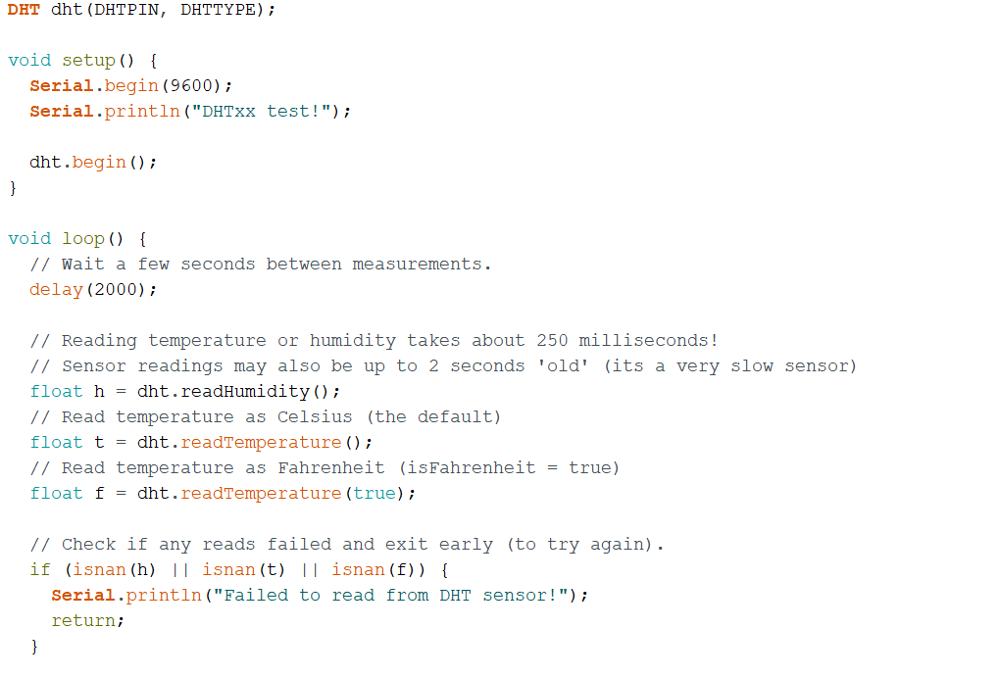 DHT dht(DHTPIN, DHTTYPE);
void setup() {
  Serial.begin(9600);
  Serial.println("DHTxx test!");
  dht.begin();
}
void loop() {
  // Wait a few seconds between measurements.
  delay(2000);
  // Reading temperature or humidity takes about 250 milliseconds!
  // Sensor readings may also be up to 2 seconds 'old' (its a very slow sensor)
  float h = dht.readHumidity();
  // Read temperature as Celsius (the default)
  float t = dht.readTemperature();
  // Read temperature as Fahrenheit (isFahrenheit = true)
  float f = dht.readTemperature(true);
  // Check if any reads failed and exit early (to try again).
  if (isnan(h) || isnan(t) || isnan(f)) {
    Serial.println("Failed to read from DHT sensor!");
    return;
  }